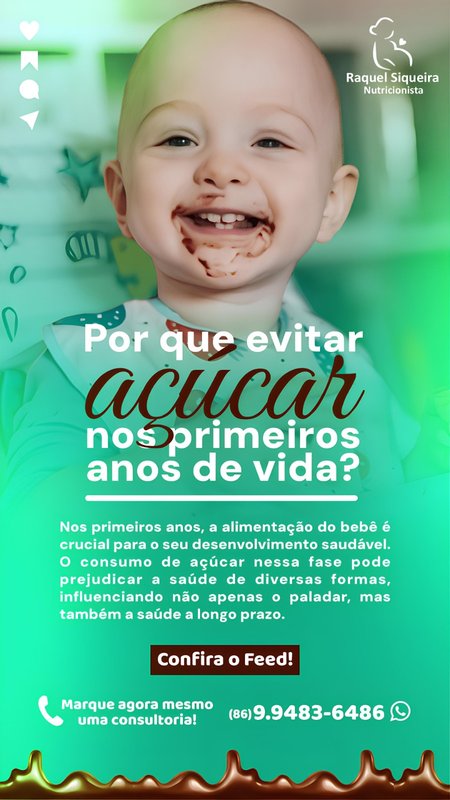 Raquel Siqueira
Nutricionista
Por que evitar
açúcar
nos primeiros
anos de vida?
Nos primeiros anos, a alimentação do bebê é
crucial para o seu desenvolvimento saudável.
O consumo de açúcar nessa fase pode
prejudicar a saúde de diversas formas,
influenciando não apenas o paladar, mas
também a saúde a longo prazo.
Confira o Feed!
Marque agora mesmo
uma consultoria!
(86)9.9483-6486